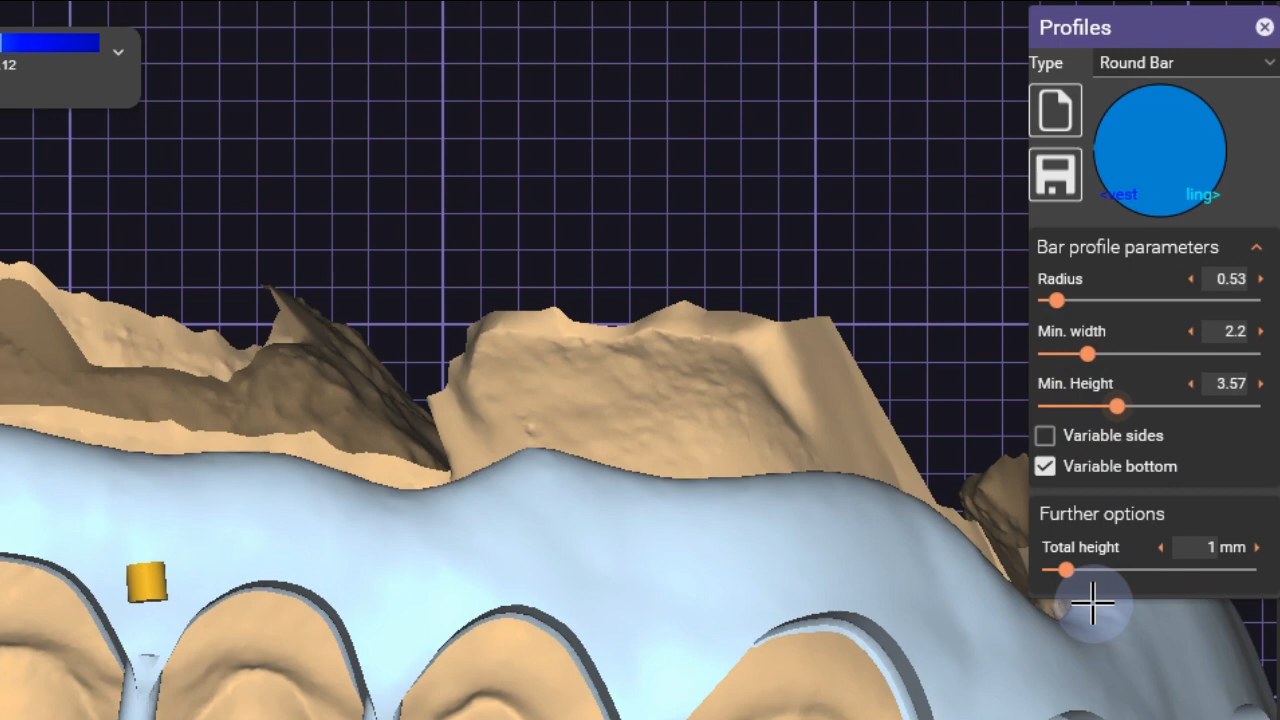 Profiles
.12
Type Round Bar
<vest ling>
Bar profile parameters
Radius 0.53
Min. width 2.2
Min. Height 3.57
Variable sides
Variable bottom
Further options
Total height 1 mm